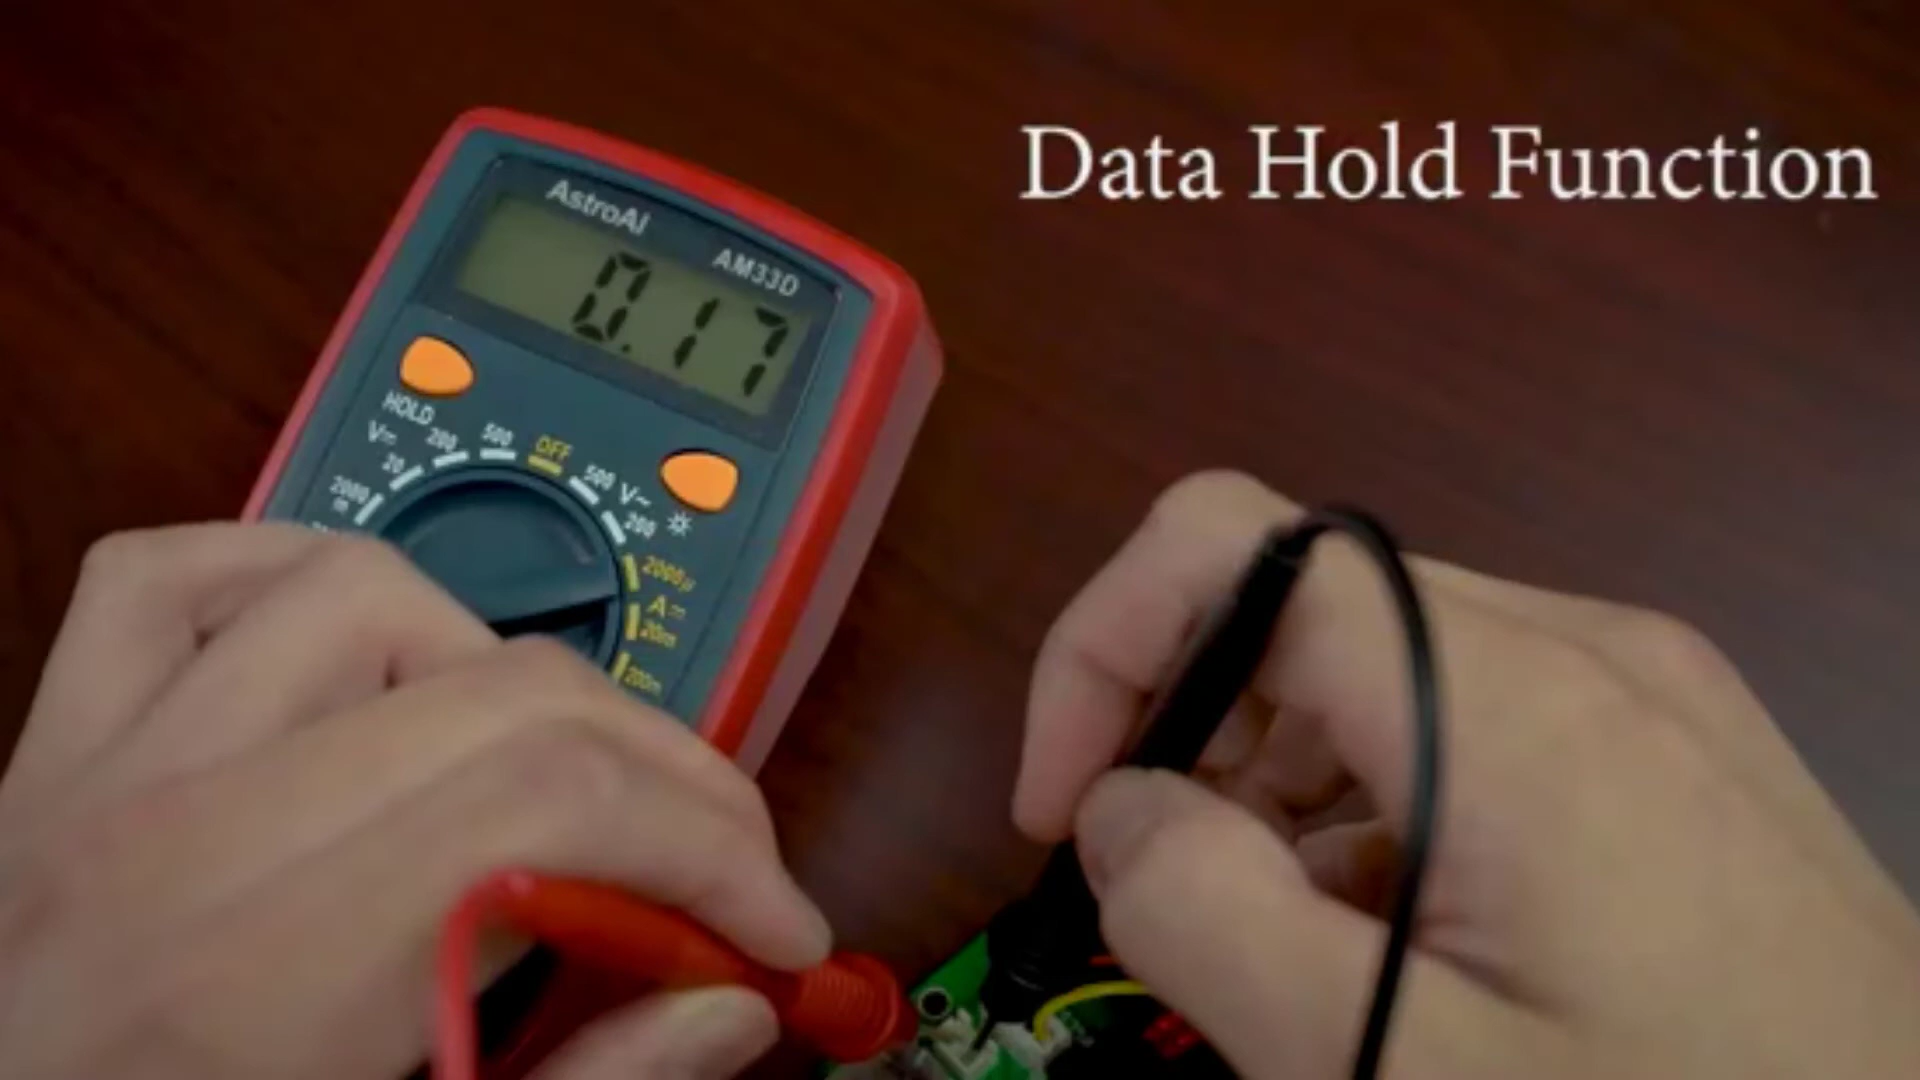 Data Hold Function
AstroAI
AM33D
0.17
HOLD
V⎓
200
500
OFF
500
V~
20
200
2000
m
2000µ
A⎓
20m
200m